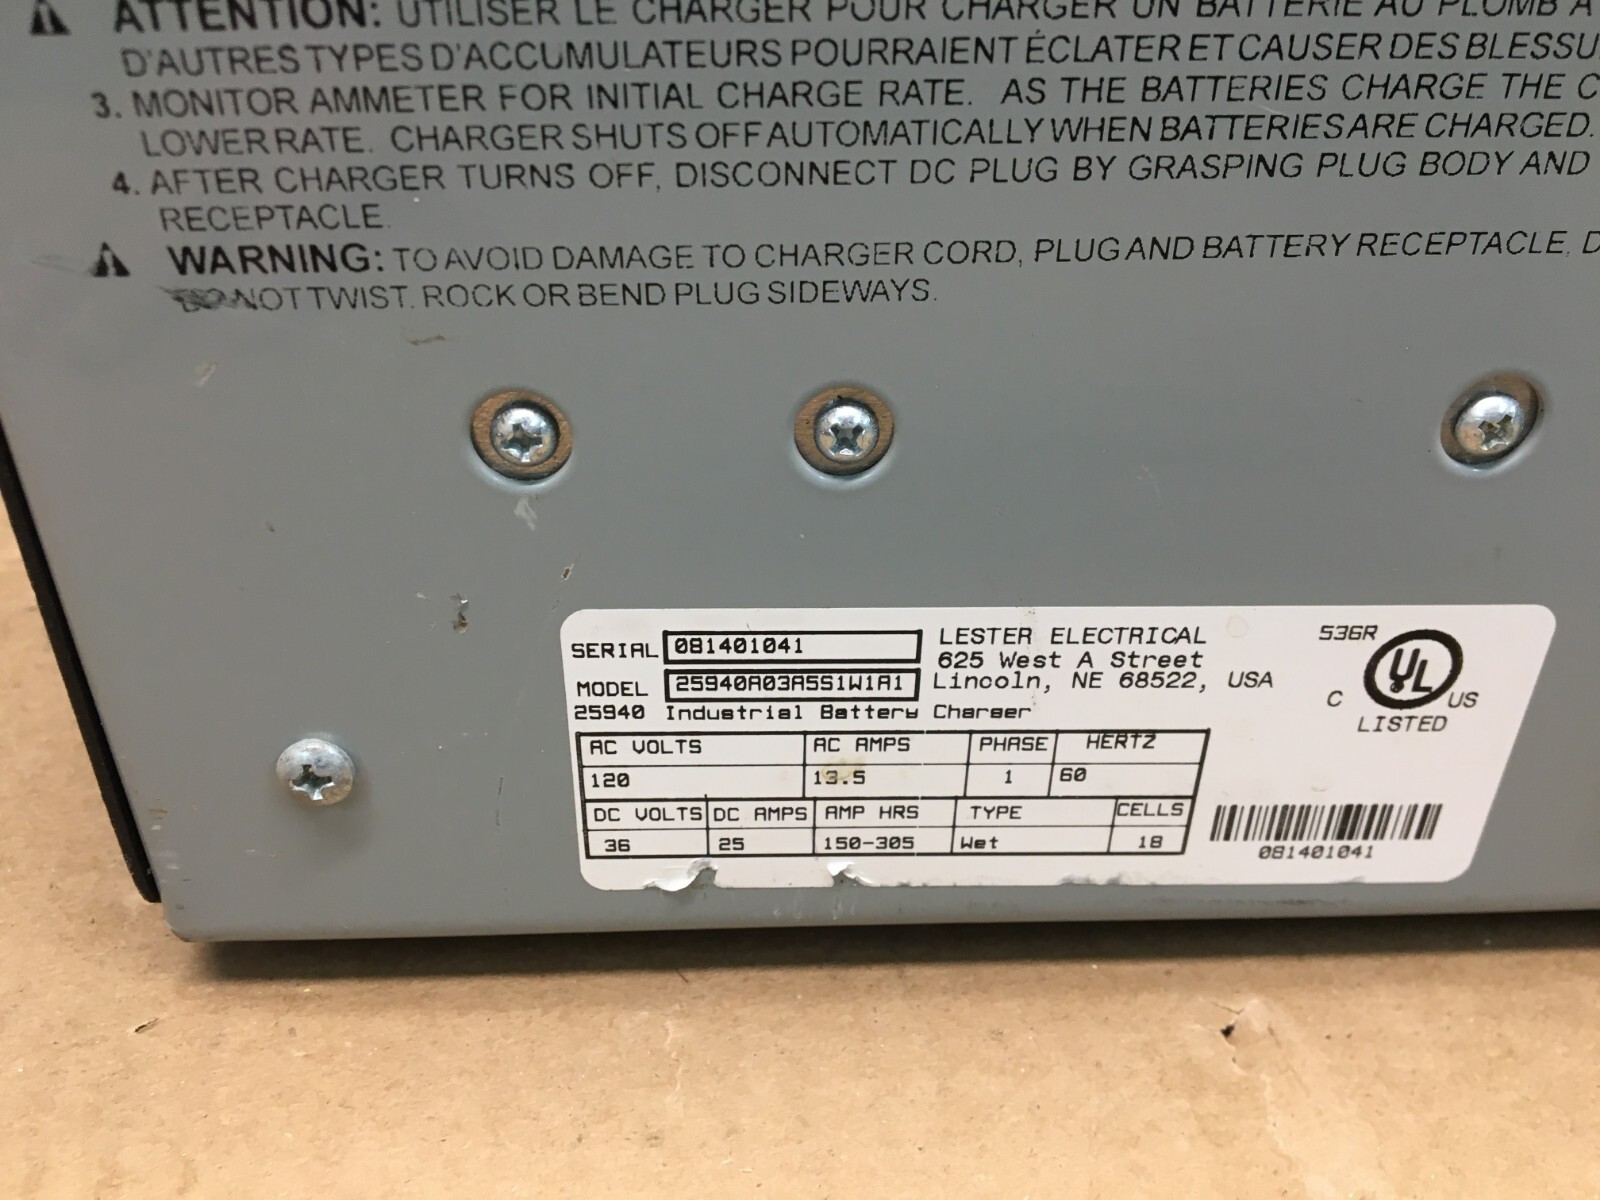 ATTENTION: UTILISER LE CHARGER POUR CHARGER UN BATTERIE AU PLOMB A
D'AUTRES TYPES D'ACCUMULATEURS POURRAIENT ÉCLATER ET CAUSER DES BLESSU
3. MONITOR AMMETER FOR INITIAL CHARGE RATE. AS THE BATTERIES CHARGE THE C
LOWER RATE. CHARGER SHUTS OFF AUTOMATICALLY WHEN BATTERIES ARE CHARGED.
4. AFTER CHARGER TURNS OFF, DISCONNECT DC PLUG BY GRASPING PLUG BODY AND
RECEPTACLE.
WARNING: TO AVOID DAMAGE TO CHARGER CORD, PLUG AND BATTERY RECEPTACLE, D
NOT TWIST. ROCK OR BEND PLUG SIDEWAYS.
SERIAL 081401041
MODEL 25940A03A5S1W1A1
LESTER ELECTRICAL
625 West A Street
Lincoln, NE 68522, USA
536R
UL
C US
LISTED
25940 Industrial Battery Charger
AC VOLTS AC AMPS PHASE HERTZ
120 13.5 1 60
DC VOLTS DC AMPS AMP HRS TYPE CELLS
36 25 150-305 Wet 18
081401041